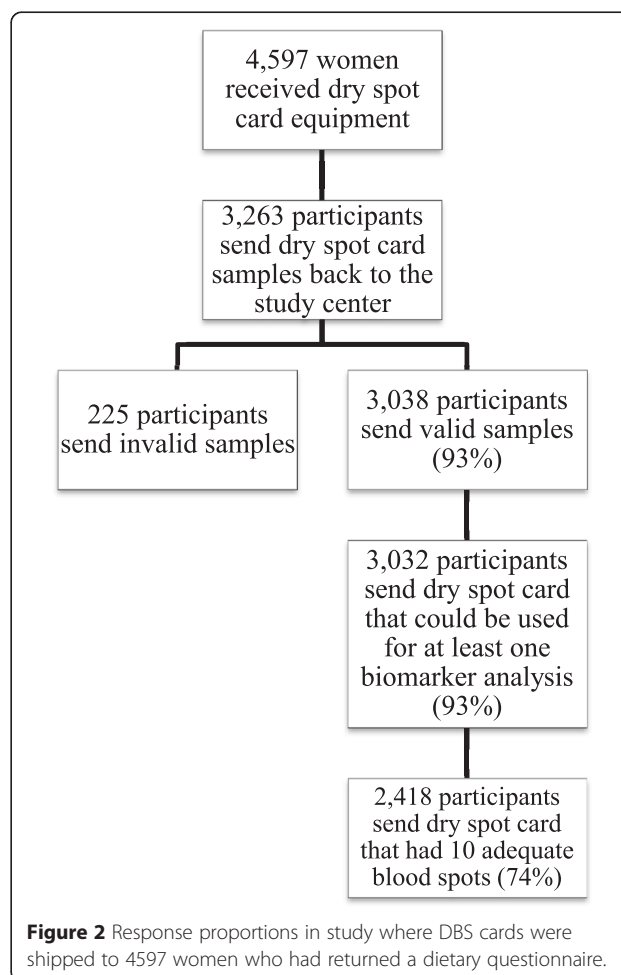 4,597 women
received dry spot
card equipment
3,263 participants
send dry spot card
samples back to the
study center
225 participants
send invalid samples
3,038 participants
send valid samples
(93%)
3,032 participants
send dry spot card
that could be used
for at least one
biomarker analysis
(93%)
2,418 participants
send dry spot card
that had 10 adequate
blood spots (74%)
Figure 2 Response proportions in study where DBS cards were
shipped to 4597 women who had returned a dietary questionnaire.